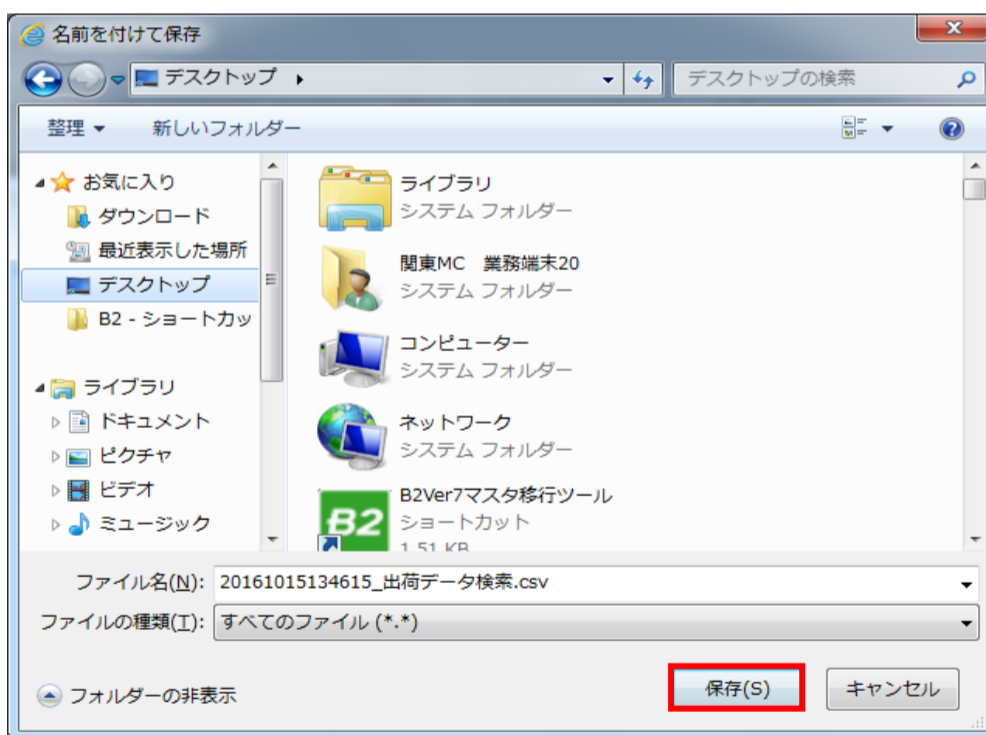 名前を付けて保存
デスクトップ
デスクトップの検索
整理
新しいフォルダー
お気に入り
ダウンロード
最近表示した場所
デスクトップ
B2 - ショートカッ
ライブラリ
ドキュメント
ピクチャ
ビデオ
ミュージック
ライブラリ
システム フォルダー
関東MC 業務端末20
システム フォルダー
コンピューター
システム フォルダー
ネットワーク
システム フォルダー
B2
B2Ver7マスタ移行ツール
ショートカット
1.51 KB
ファイル名(N): 20161015134615_出荷データ検索.csv
ファイルの種類(T): すべてのファイル (*.*)
フォルダーの非表示
保存(S)
キャンセル